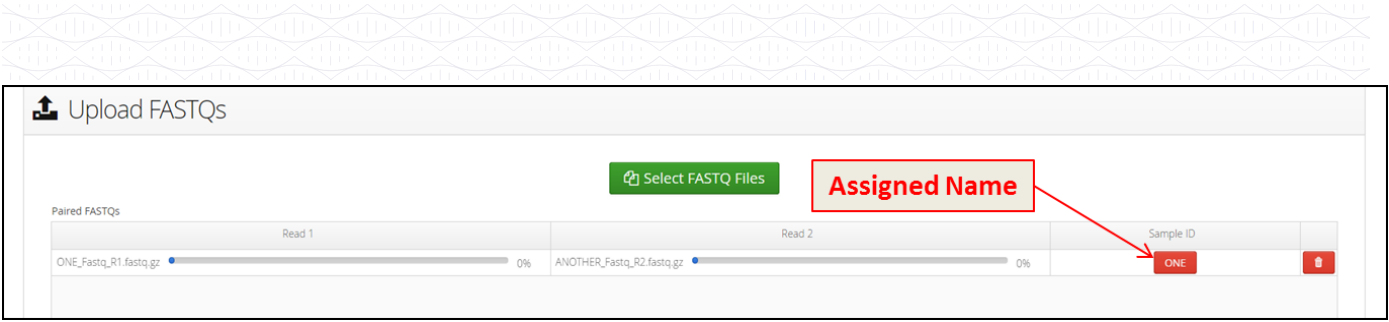 Upload FASTQs
Select FASTQ Files
Assigned Name
Paired FASTQs
Read 1 Read 2 Sample ID
ONE_Fastq_R1.fastq.gz 0% ANOTHER_Fastq_R2.fastq.gz 0% ONE